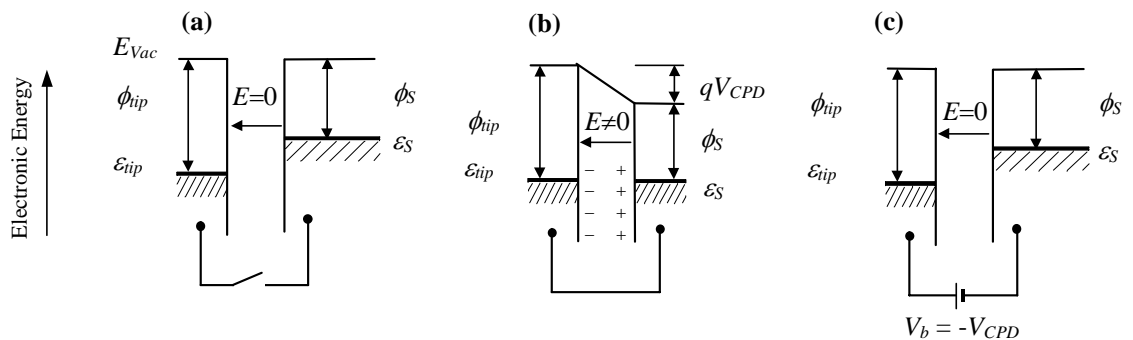 (a)
(b)
(c)
Electronic Energy
E_Vac
ϕ_tip
E=0
ϕ_S
ε_tip
ε_S
qV_CPD
ϕ_tip
E≠0
ϕ_S
ε_tip
ε_S
− +
− +
− +
− +
ϕ_tip
E=0
ϕ_S
ε_tip
ε_S
V_b = -V_CPD